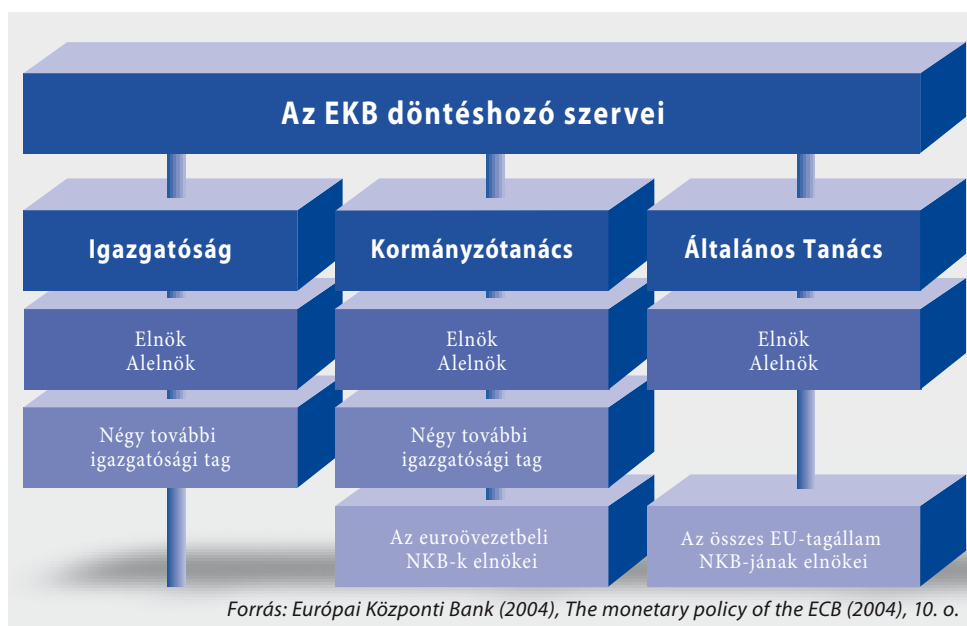 Az EKB döntéshozó szervei
Igazgatóság
Kormányzótanács
Általános Tanács
Elnök
Alelnök
Elnök
Alelnök
Elnök
Alelnök
Négy további
igazgatósági tag
Négy további
igazgatósági tag
Az euroövezetbeli
NKB-k elnökei
Az összes EU-tagállam
NKB-jának elnökei
Forrás: Európai Központi Bank (2004), The monetary policy of the ECB (2004), 10. o.